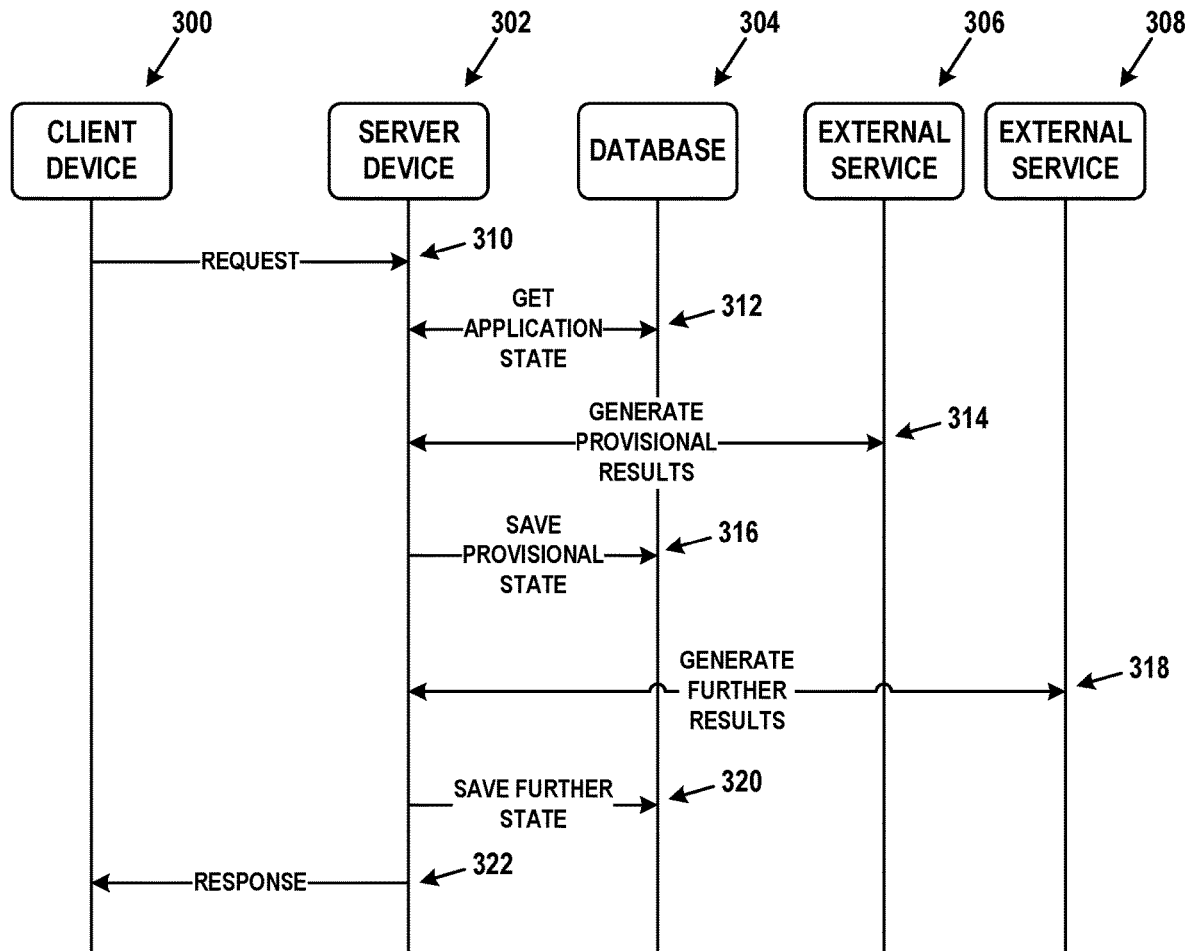 300
302
304
306
308
CLIENT
DEVICE
SERVER
DEVICE
DATABASE
EXTERNAL
SERVICE
EXTERNAL
SERVICE
REQUEST
310
GET
APPLICATION
STATE
312
GENERATE
PROVISIONAL
RESULTS
314
SAVE
PROVISIONAL
STATE
316
GENERATE
FURTHER
RESULTS
318
SAVE FURTHER
STATE
320
RESPONSE
322